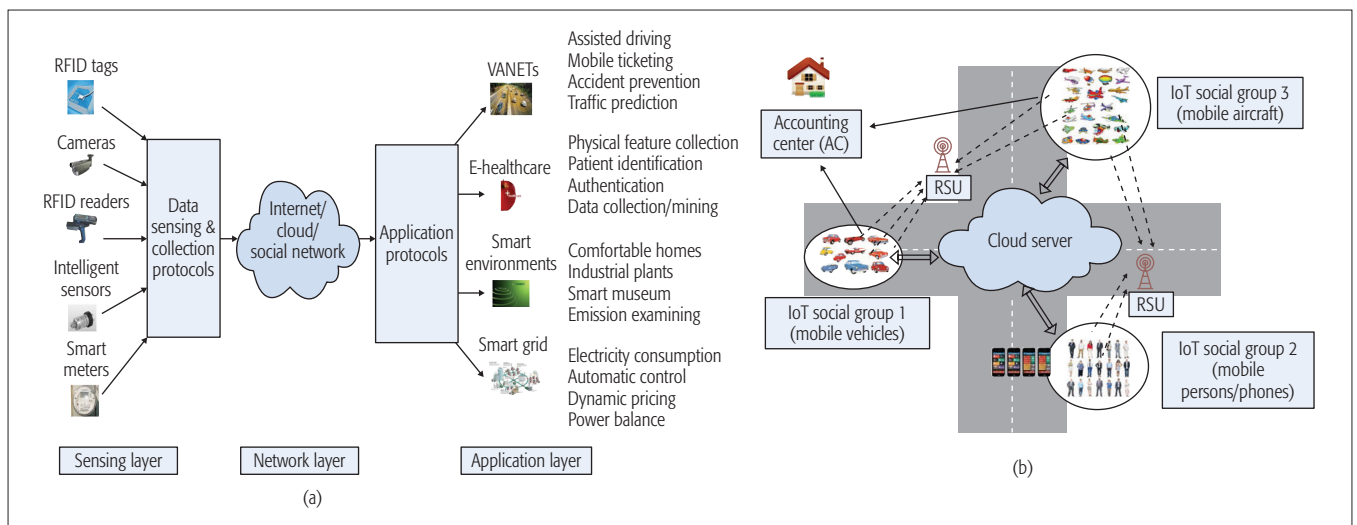 RFID tags
Cameras
RFID readers
Intelligent
sensors
Smart
meters
Data
sensing &
collection
protocols
Internet/
cloud/
social network
Application
protocols
VANETs
Assisted driving
Mobile ticketing
Accident prevention
Traffic prediction
E-healthcare
Physical feature collection
Patient identification
Authentication
Data collection/mining
Smart
environments
Comfortable homes
Industrial plants
Smart museum
Emission examining
Smart grid
Electricity consumption
Automatic control
Dynamic pricing
Power balance
Sensing layer
Network layer
Application layer
(a)
Accounting
center (AC)
RSU
IoT social group 3
(mobile aircraft)
Cloud server
IoT social group 1
(mobile vehicles)
RSU
IoT social group 2
(mobile
persons/phones)
(b)